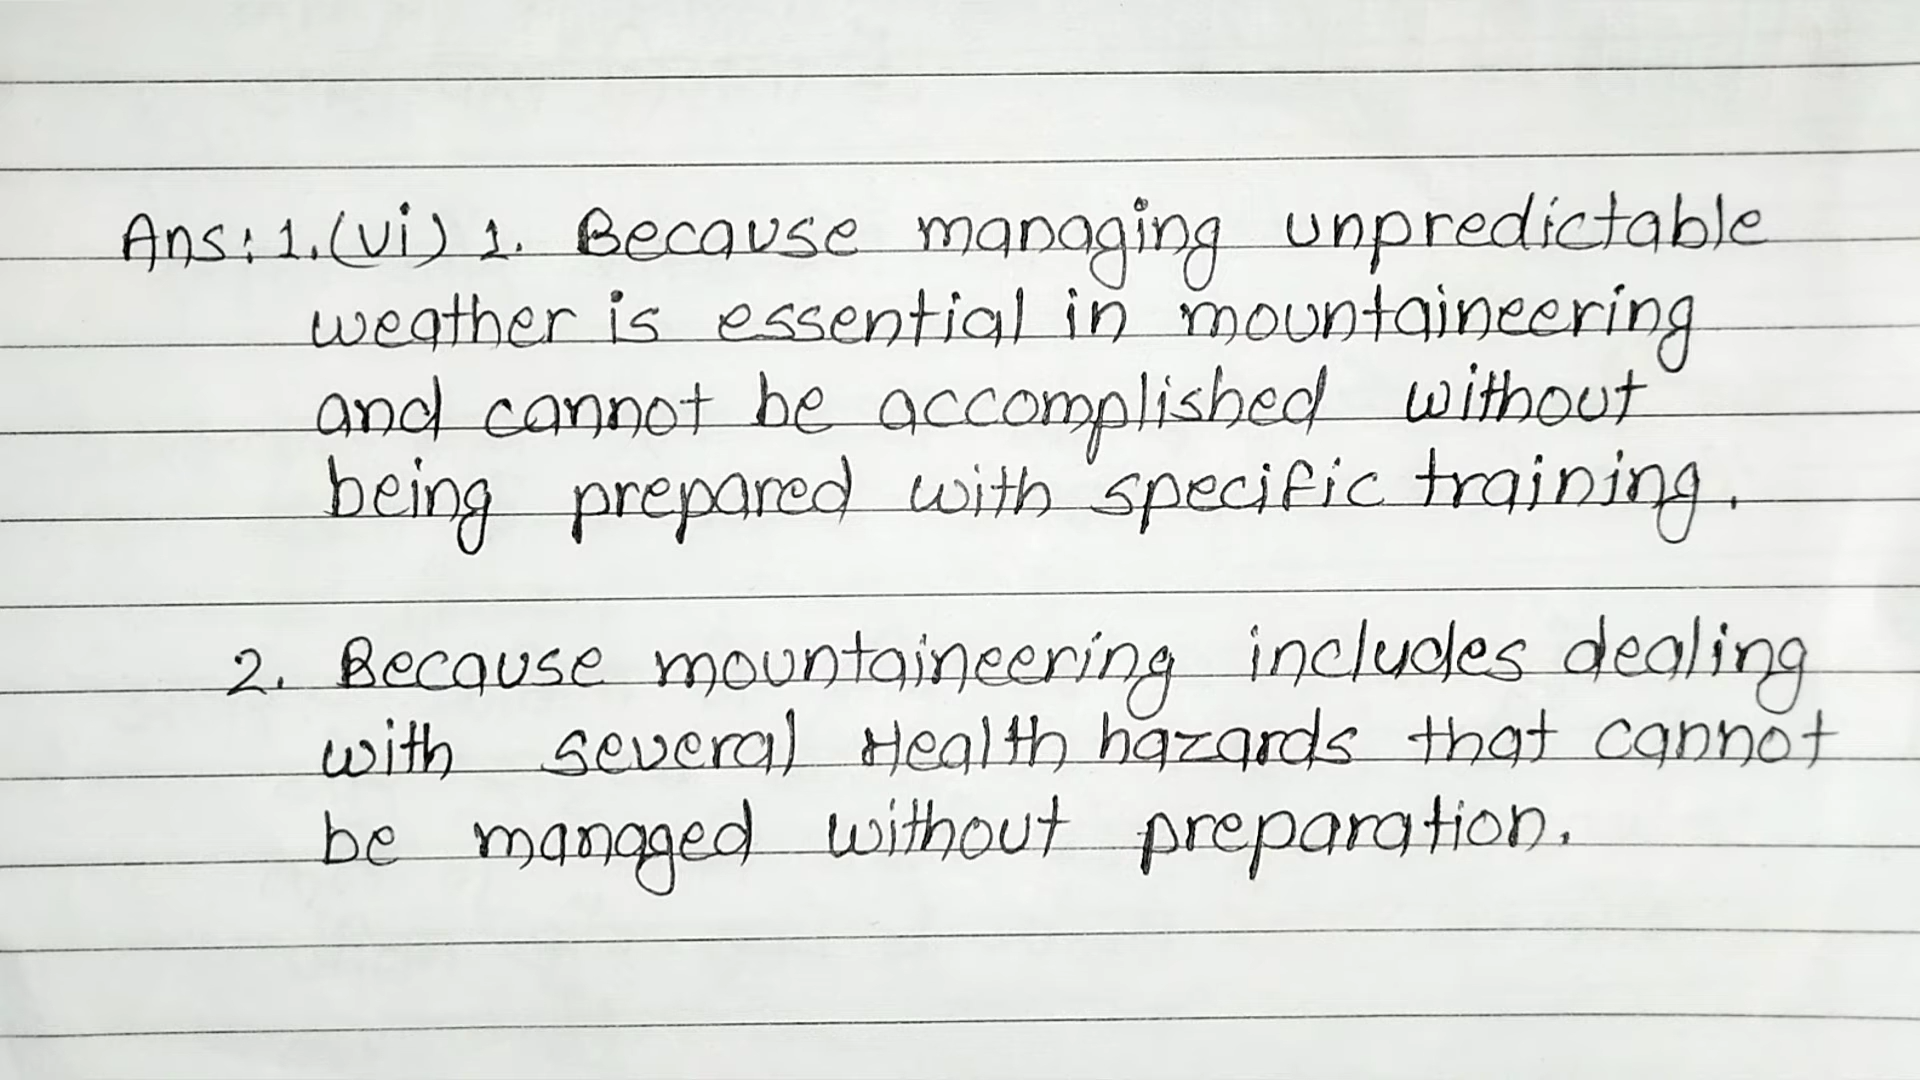 Ans: 1. (vi) 1. Because managing unpredictable
weather is essential in mountaineering
and cannot be accomplished without
being prepared with specific training.
2. Because mountaineering includes dealing
with several Health hazards that cannot
be managed without preparation.